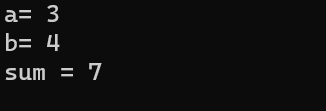 a= 3
b= 4
sum = 7